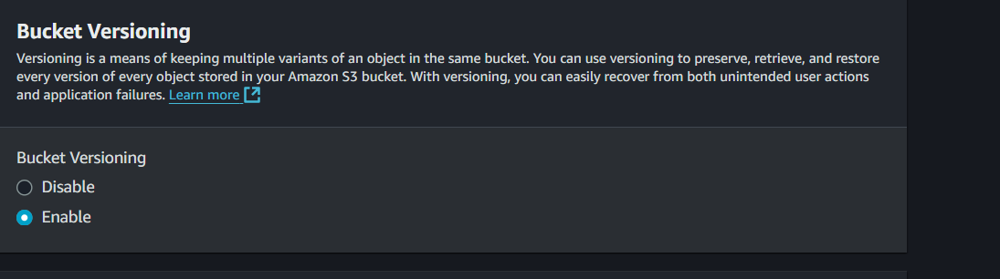 Bucket Versioning
Versioning is a means of keeping multiple variants of an object in the same bucket. You can use versioning to preserve, retrieve, and restore
every version of every object stored in your Amazon S3 bucket. With versioning, you can easily recover from both unintended user actions
and application failures. Learn more
Bucket Versioning
Disable
Enable